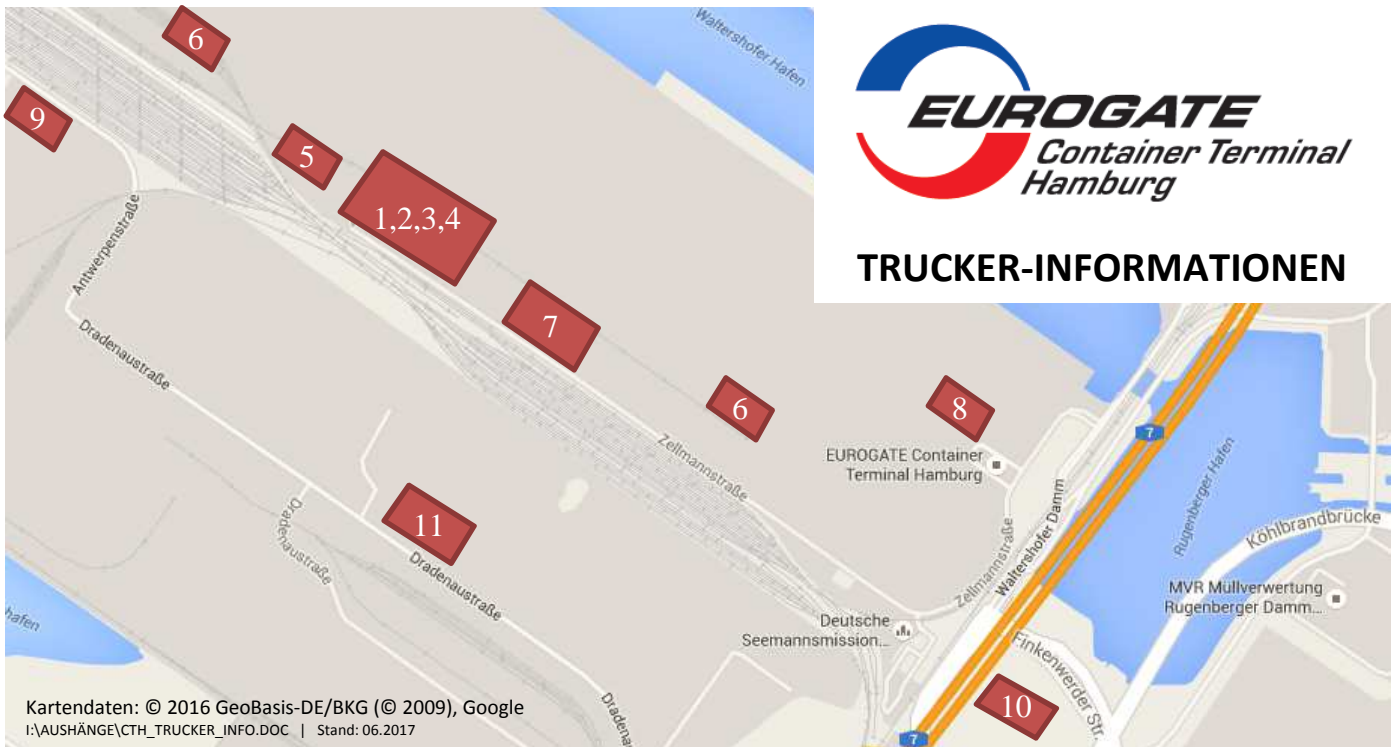 6
Waltershofer Hafen
EUROGATE
Container Terminal
Hamburg
TRUCKER-INFORMATIONEN
9
5
1,2,3,4
Antwerpenstraße
7
Dradenaustraße
6
8
7
Zellmannstraße
EUROGATE Container
Terminal Hamburg
Waltershofer Damm
Rugenberger Hafen
Köhlbrandbrücke
11
Dradenaustraße
Dradenaustraße
Zellmannstraße
MVR Müllverwertung
Rugenberger Damm...
hafen
Deutsche
Seemannsmission...
Finkenwerder Str.
10
Dradenau
7
Kartendaten: © 2016 GeoBasis-DE/BKG (© 2009), Google
I:\AUSHÄNGE\CTH_TRUCKER_INFO.DOC | Stand: 06.2017